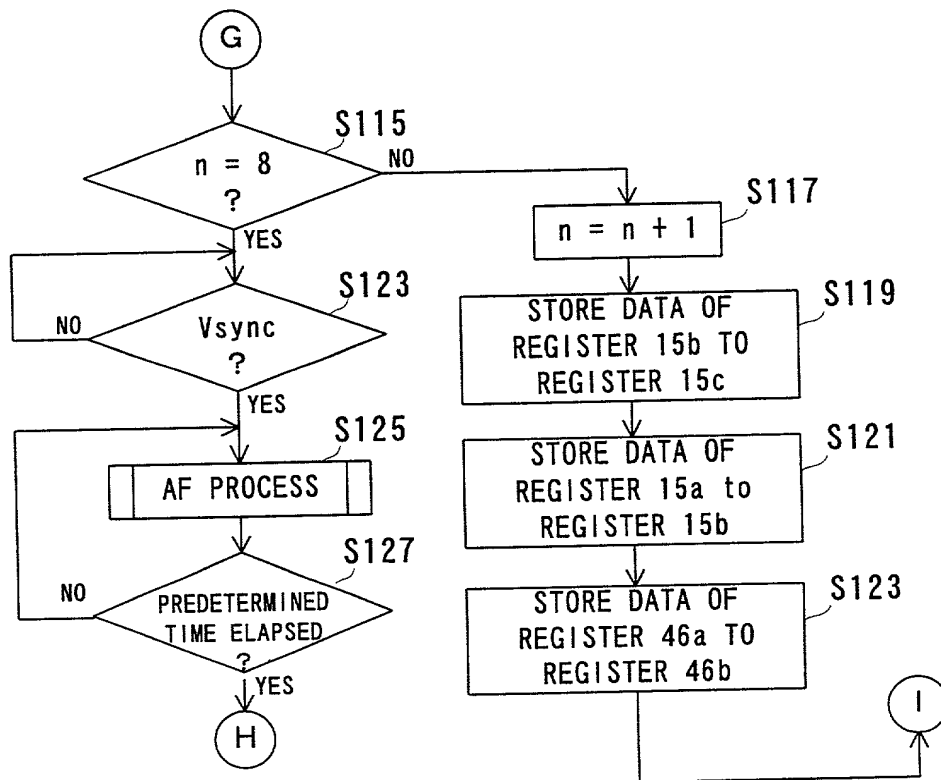 G
S115
n = 8
?
NO
YES
S123
Vsync
?
NO
YES
S125
AF PROCESS
S127
PREDETERMINED
TIME ELAPSED
?
NO
YES
H
S117
n = n + 1
S119
STORE DATA OF
REGISTER 15b TO
REGISTER 15c
S121
STORE DATA OF
REGISTER 15a to
REGISTER 15b
S123
STORE DATA OF
REGISTER 46a TO
REGISTER 46b
I